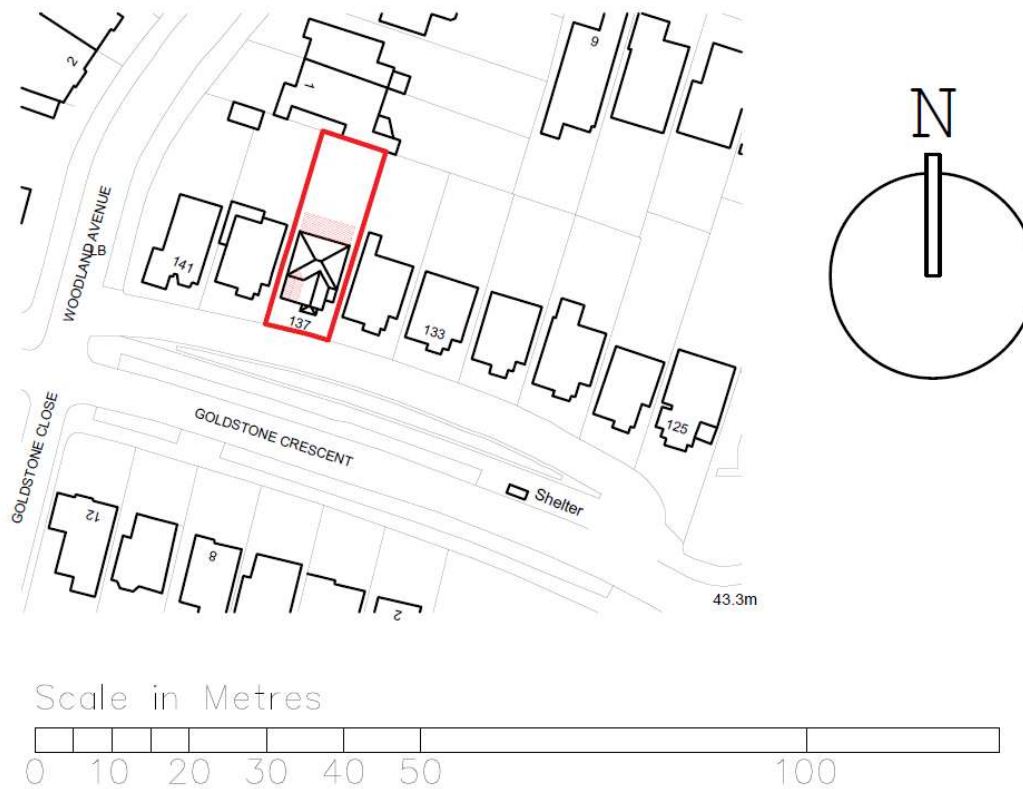 2
1
9
N
WOODLAND AVENUE
LB
141
137
133
125
GOLDSTONE CRESCENT
GOLDSTONE CLOSE
Shelter
12
8
2
43.3m
Scale in Metres
0 10 20 30 40 50 100